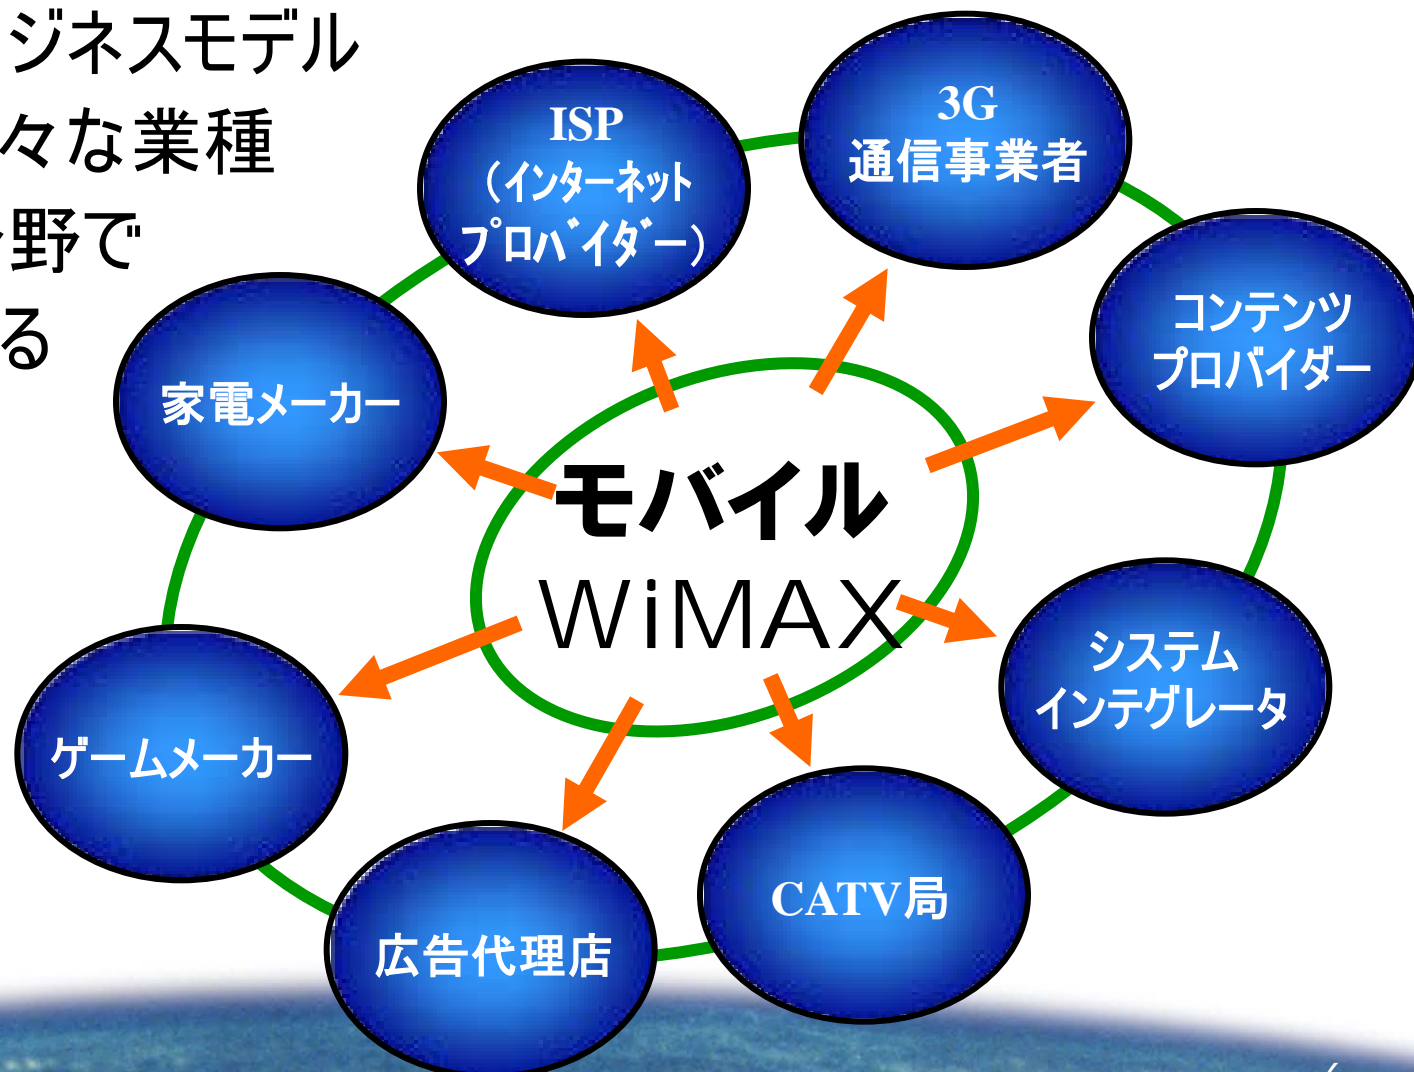 ジネスモデル
々な業種
野で
る
ISP
（インターネット
プロバイダー）
3G
通信事業者
コンテンツ
プロバイダー
家電メーカー
モバイル
WiMAX
システム
インテグレータ
ゲームメーカー
CATV局
広告代理店